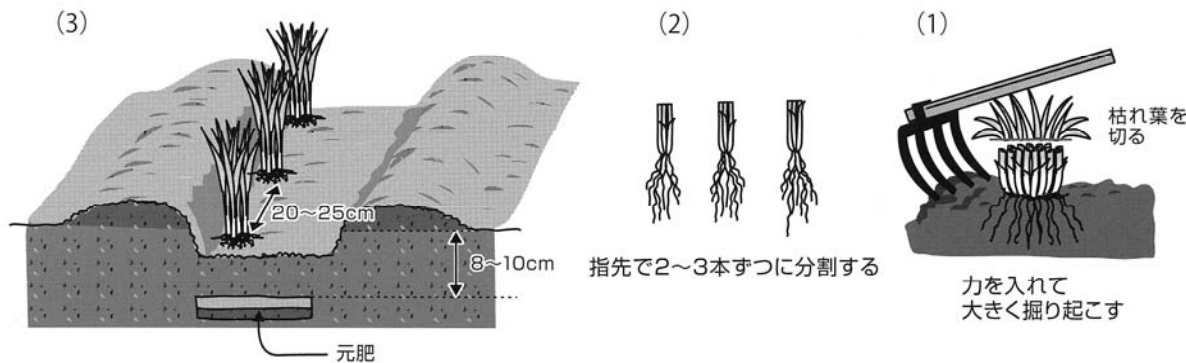 (1)
枯れ葉を
切る
力を入れて
大きく掘り起こす
(2)
指先で2〜3本ずつに分割する
(3)
20〜25cm
8〜10cm
元肥